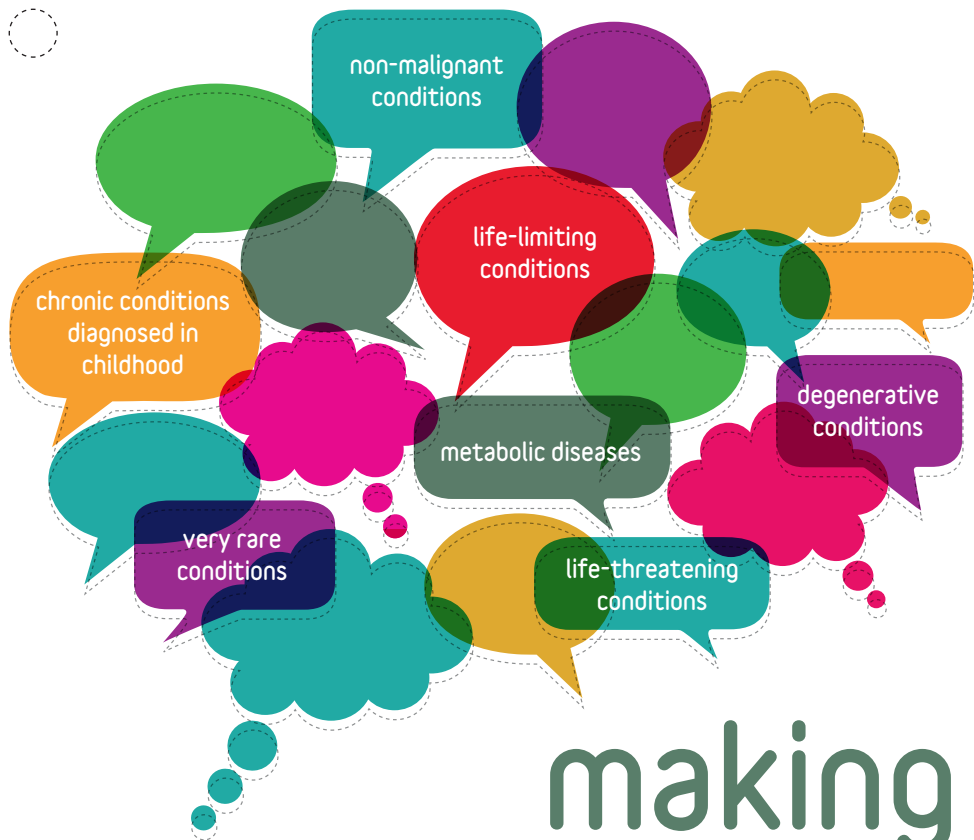 non-malignant
conditions
life-limiting
conditions
chronic conditions
diagnosed in
childhood
degenerative
conditions
metabolic diseases
very rare
conditions
life-threatening
conditions
making